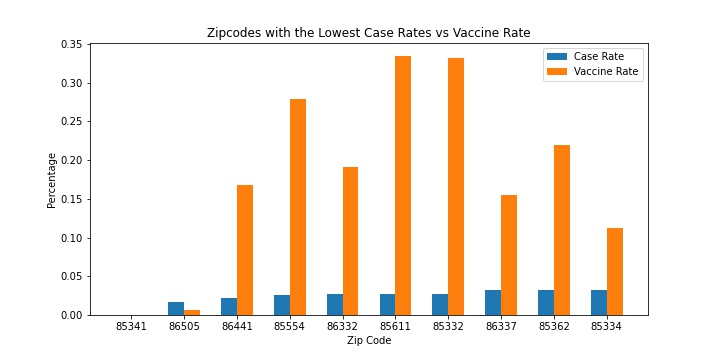 Zipcodes with the Lowest Case Rates vs Vaccine Rate
Case Rate
Vaccine Rate
Percentage
0.35
0.30
0.25
0.20
0.15
0.10
0.05
0.00
85341 86505 86441 85554 86332 85611 85332 86337 85362 85334
Zip Code